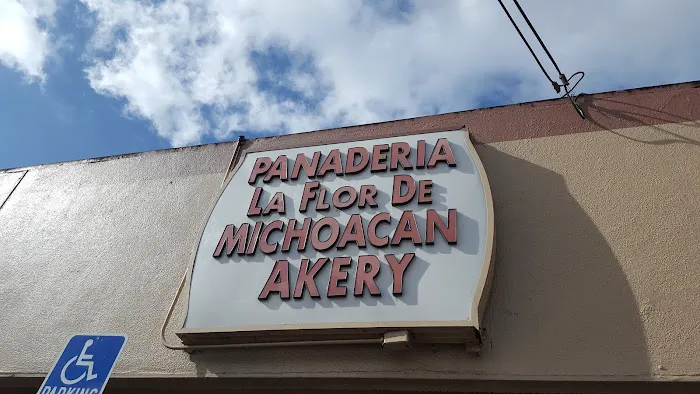 PANADERIA
LA FLOR DE
MICHOACAN
AKERY
PARKING